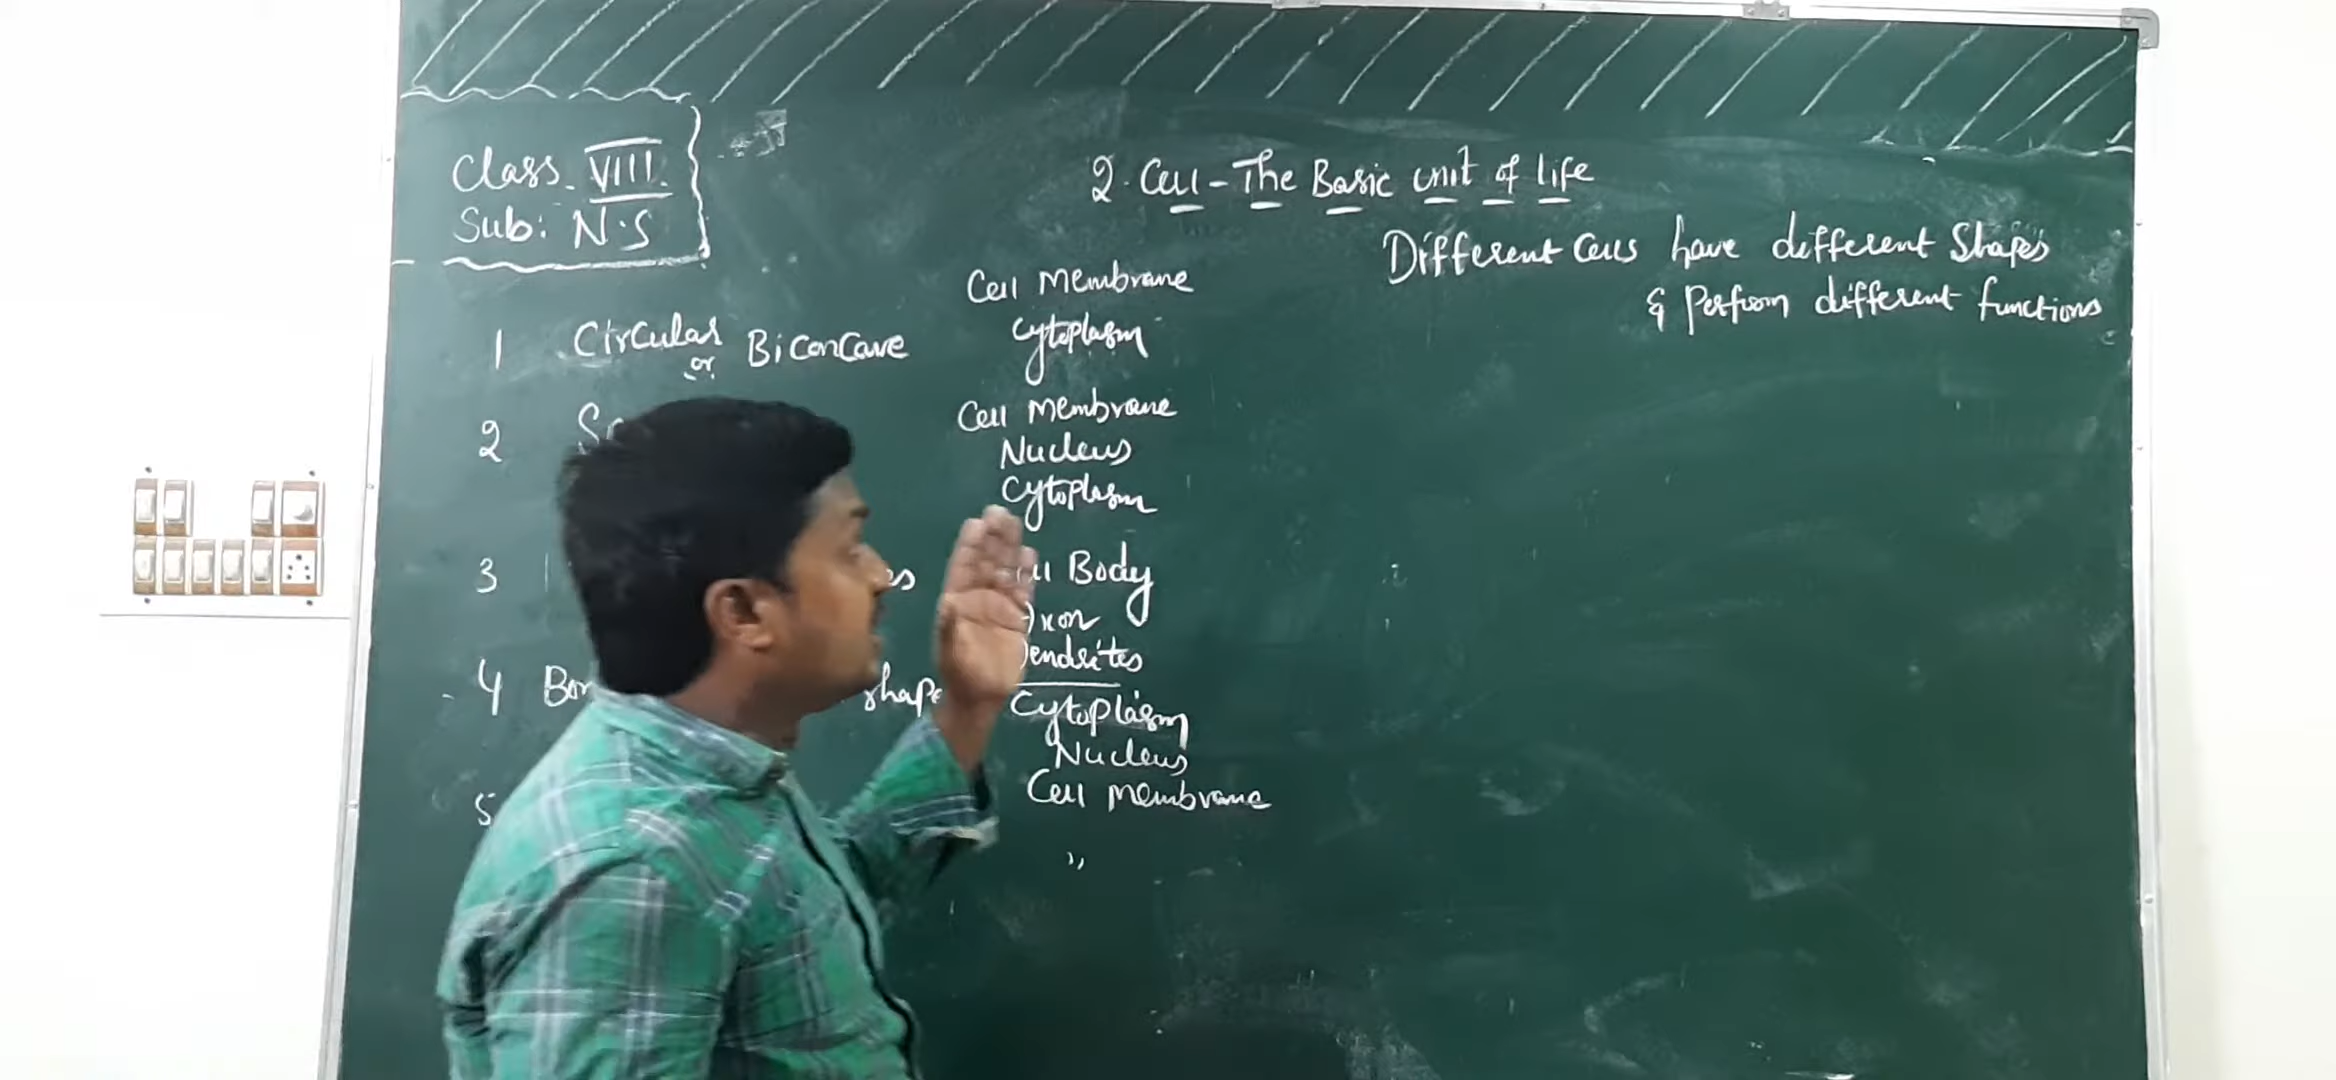 Class. VIII.
Sub: N.S
2. Cell - The Basic unit of life
Different Cells have different Shapes
& Perform different functions
1 Circular or Biconcave
Cell Membrane
Cytoplasm
2
Cell Membrane
Nucleus
Cytoplasm
3
Body
Axon
Dendrites
4 shape
Cytoplasm
Nucleus
Cell Membrane
5
,,